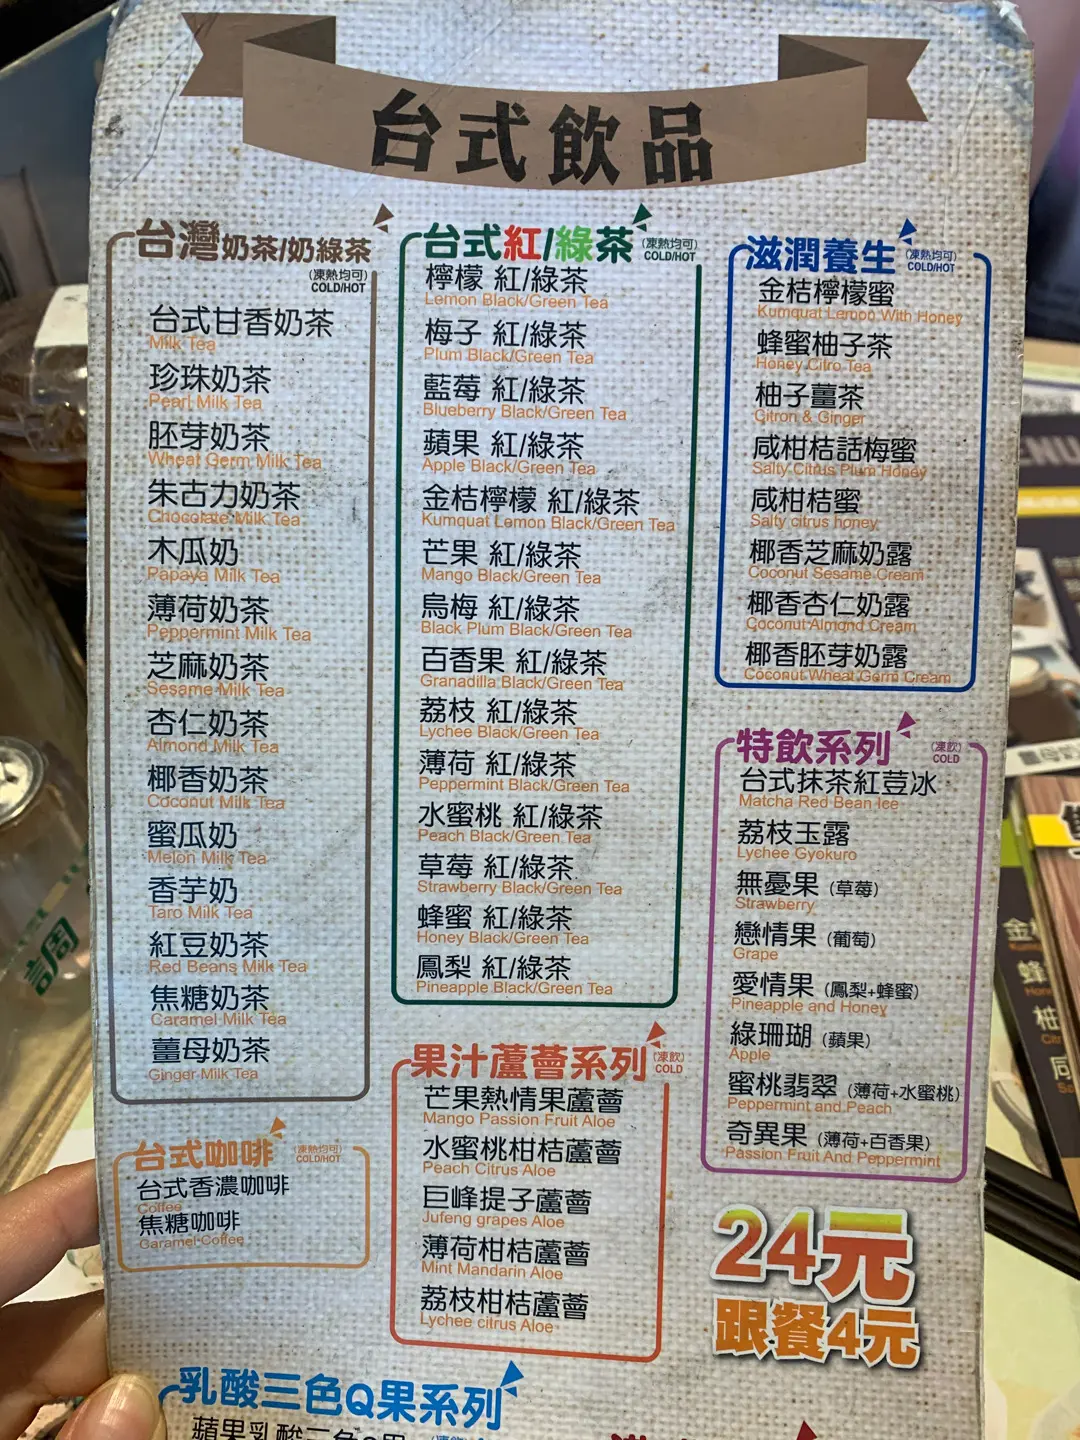 台式飲品
台灣奶茶/奶綠茶
(凍熱均可)
COLD/HOT
台式甘香奶茶
Milk Tea
珍珠奶茶
Pearl Milk Tea
胚芽奶茶
Wheat Germ Milk Tea
朱古力奶茶
Chocolate Milk Tea
木瓜奶
Papaya Milk Tea
薄荷奶茶
Peppermint Milk Tea
芝麻奶茶
Sesame Milk Tea
杏仁奶茶
Almond Milk Tea
椰香奶茶
Coconut Milk Tea
蜜瓜奶
Melon Milk Tea
香芋奶
Taro Milk Tea
紅豆奶茶
Red Beans Milk Tea
焦糖奶茶
Caramel Milk Tea
薑母奶茶
Ginger Milk Tea
台式咖啡 (凍熱均可)
COLD/HOT
台式香濃咖啡
Coffee
焦糖咖啡
Caramel Coffee
台式紅/綠茶 (凍熱均可)
COLD/HOT
檸檬 紅/綠茶
Lemon Black/Green Tea
梅子 紅/綠茶
Plum Black/Green Tea
藍莓 紅/綠茶
Blueberry Black/Green Tea
蘋果 紅/綠茶
Apple Black/Green Tea
金桔檸檬 紅/綠茶
Kumquat Lemon Black/Green Tea
芒果 紅/綠茶
Mango Black/Green Tea
烏梅 紅/綠茶
Black Plum Black/Green Tea
百香果 紅/綠茶
Granadilla Black/Green Tea
荔枝 紅/綠茶
Lychee Black/Green Tea
薄荷 紅/綠茶
Peppermint Black/Green Tea
水蜜桃 紅/綠茶
Peach Black/Green Tea
草莓 紅/綠茶
Strawberry Black/Green Tea
蜂蜜 紅/綠茶
Honey Black/Green Tea
鳳梨 紅/綠茶
Pineapple Black/Green Tea
果汁蘆薈系列 (凍飲)
COLD
芒果熱情果蘆薈
Mango Passion Fruit Aloe
水蜜桃柑桔蘆薈
Peach Citrus Aloe
巨峰提子蘆薈
Jufeng grapes Aloe
薄荷柑桔蘆薈
Mint Mandarin Aloe
荔枝柑桔蘆薈
Lychee citrus Aloe
滋潤養生 (凍熱均可)
COLD/HOT
金桔檸檬蜜
Kumquat Lemon With Honey
蜂蜜柚子茶
Honey Citro Tea
柚子薑茶
Citron & Ginger
咸柑桔話梅蜜
Salty Citrus Plum Honey
咸柑桔蜜
Salty citrus honey
椰香芝麻奶露
Coconut Sesame Cream
椰香杏仁奶露
Coconut Almond Cream
椰香胚芽奶露
Coconut Wheat Germ Cream
特飲系列 (凍飲)
COLD
台式抹茶紅荳冰
Matcha Red Bean Ice
荔枝玉露
Lychee Gyokuro
無憂果 (草莓)
Strawberry
戀情果 (葡萄)
Grape
愛情果 (鳳梨+蜂蜜)
Pineapple and Honey
綠珊瑚 (蘋果)
Apple
蜜桃翡翠 (薄荷+水蜜桃)
Peppermint and Peach
奇異果 (薄荷+百香果)
Passion Fruit And Peppermint
24元
跟餐4元
乳酸三色Q果系列